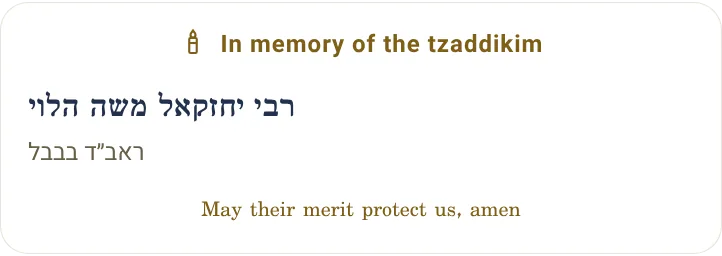 In memory of the tzaddikim
רבי יחזקאל משה הלוי
ראב״ד בבבל
May their merit protect us, amen